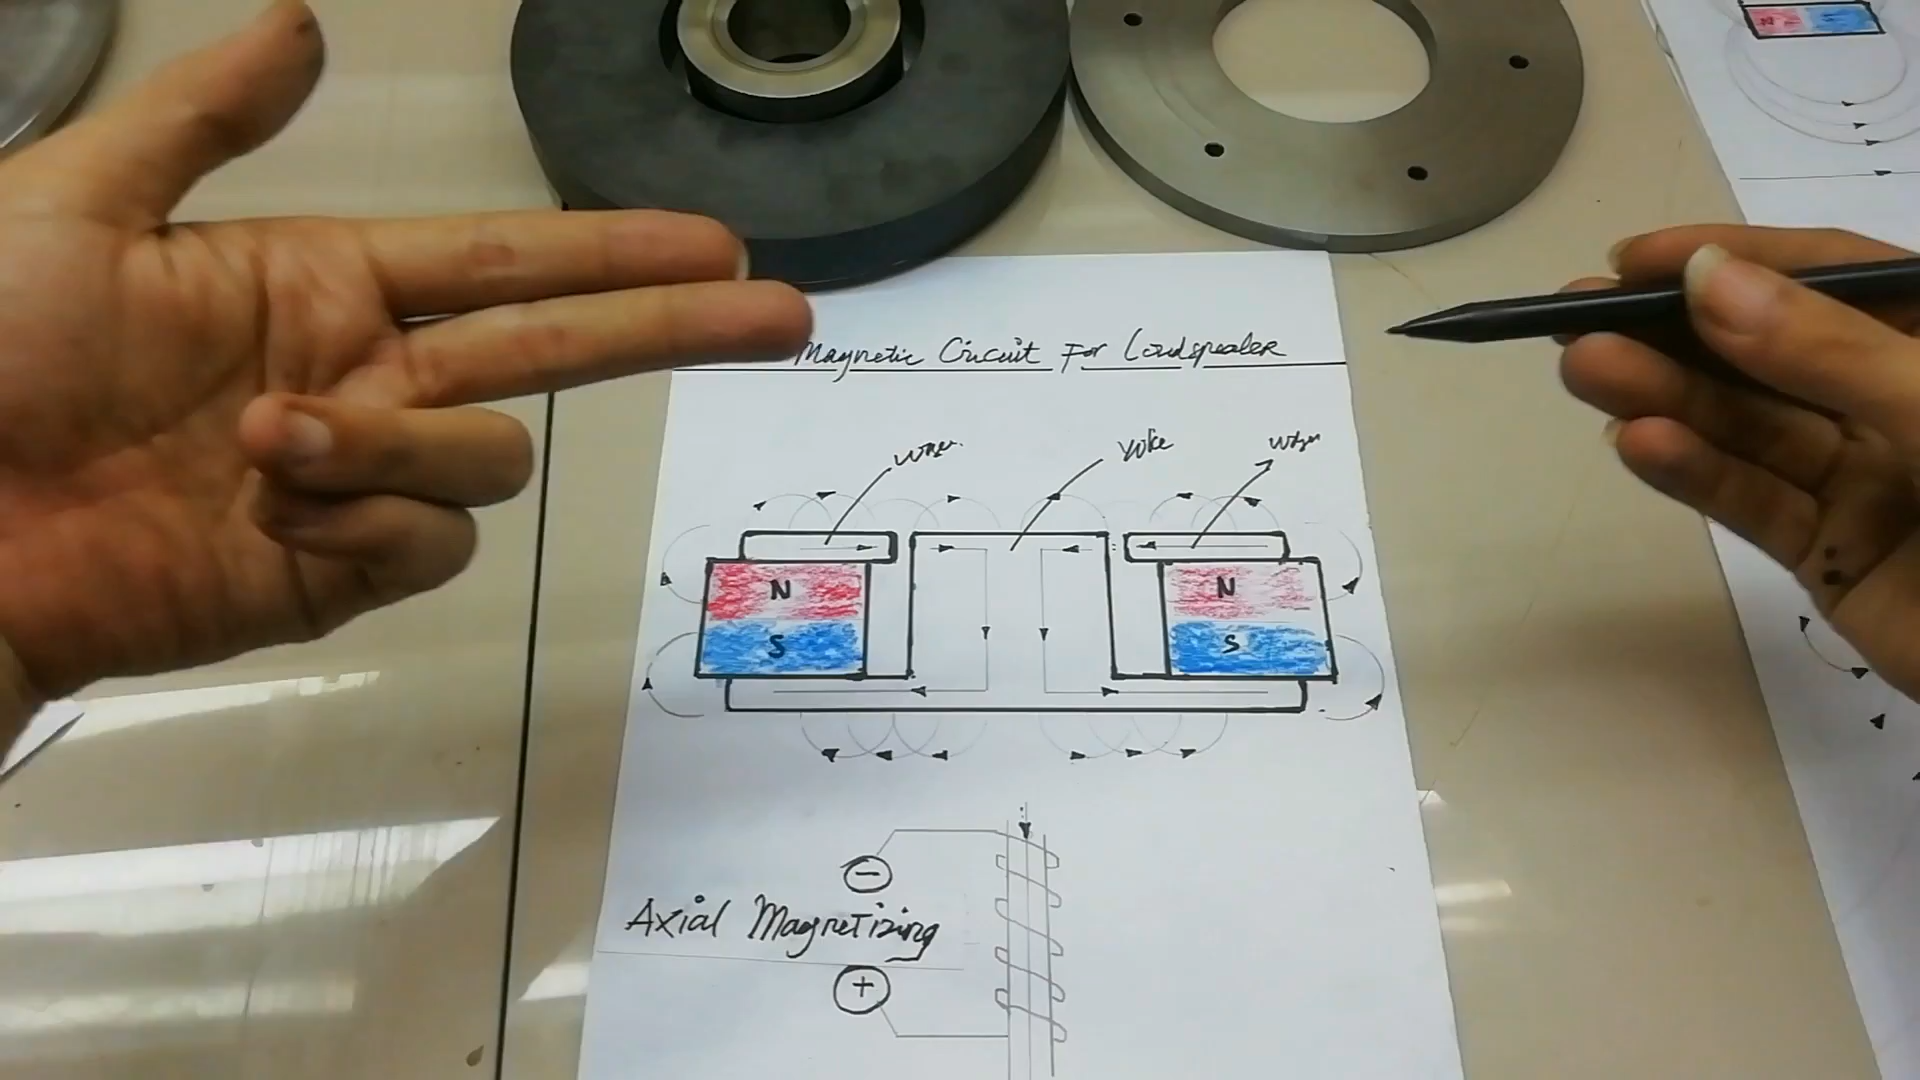 N S
Magnetic Circuit For Loudspeaker
Yoke
N N
S S
−
Axial Magnetizing
+